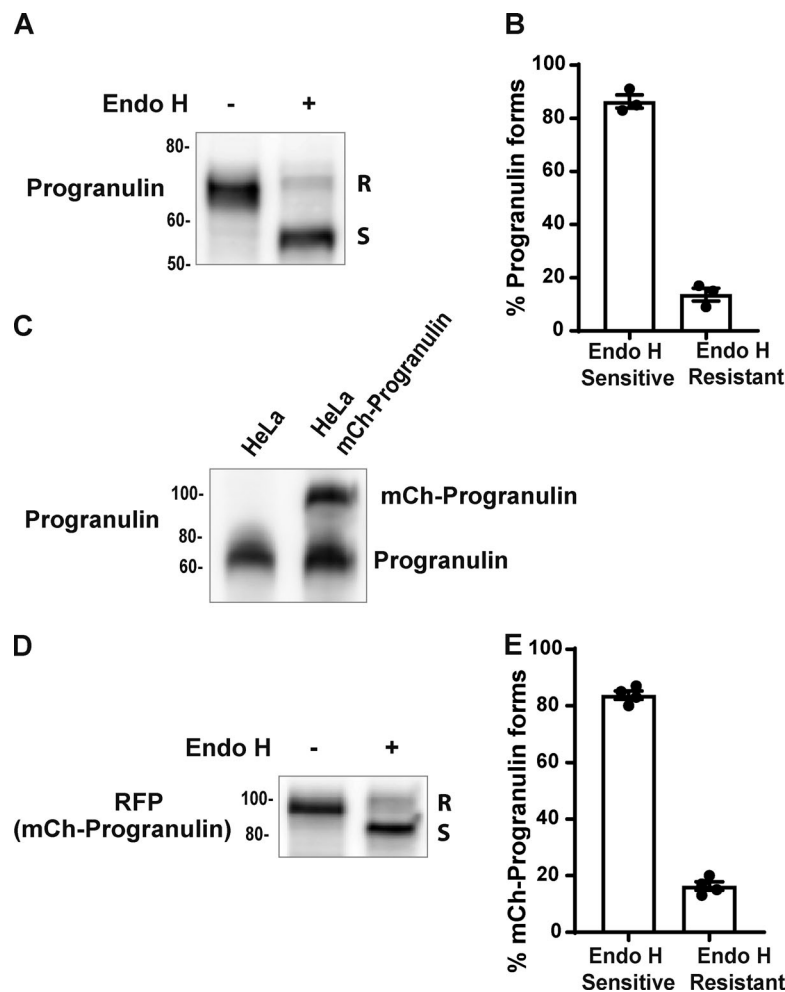 A
Endo H - +
80-
Progranulin
R
60-
S
50-
B
% Progranulin forms
100
80
60
40
20
0
Endo H Sensitive
Endo H Resistant
C
HeLa
HeLa
mCh-Progranulin
Progranulin
100-
80-
60-
mCh-Progranulin
Progranulin
D
Endo H - +
RFP
(mCh-Progranulin)
100-
80-
R
S
E
% mCh-Progranulin forms
100
80
60
40
20
0
Endo H Sensitive
Endo H Resistant